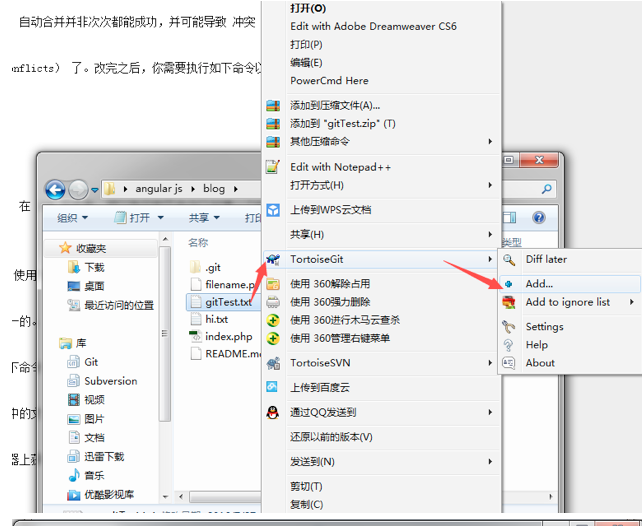 自动合并并非次次都能成功，并可能导致 冲突
onflicts） 了。改完之后，你需要执行如下命令以
在
使用
一的。
下命令
中的文
器上获
angular js
blog
组织
打开
共享
打印
收藏夹
下载
桌面
最近访问的位置
库
Git
Subversion
视频
图片
文档
迅雷下载
音乐
优酷影视库
名称
类型
.git
filename.p
gitTest.txt
hi.txt
index.php
README.m
打开(O)
Edit with Adobe Dreamweaver CS6
打印(P)
编辑(E)
PowerCmd Here
添加到压缩文件(A)...
添加到 "gitTest.zip" (T)
其他压缩命令
Edit with Notepad++
打开方式(H)
上传到WPS云文档
共享(H)
TortoiseGit
使用 360解除占用
使用 360强力删除
使用 360进行木马云查杀
使用 360管理右键菜单
TortoiseSVN
上传到百度云
通过QQ发送到
还原以前的版本(V)
发送到(N)
剪切(T)
复制(C)
Diff later
Add...
Add to ignore list
Settings
Help
About